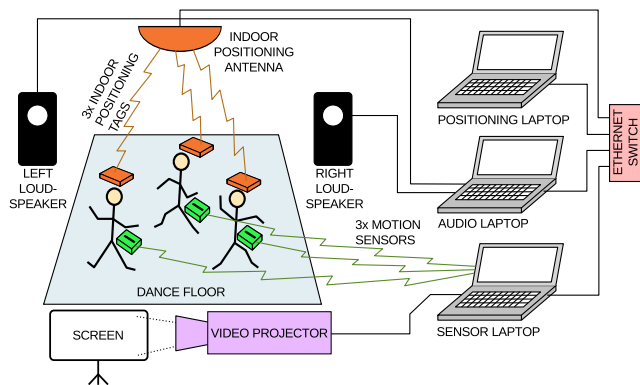 INDOOR
POSITIONING
ANTENNA
3x INDOOR
POSITIONING
TAGS
POSITIONING LAPTOP
ETHERNET
SWITCH
LEFT
LOUD-
SPEAKER
RIGHT
LOUD-
SPEAKER
AUDIO LAPTOP
3x MOTION
SENSORS
DANCE FLOOR
SENSOR LAPTOP
SCREEN
VIDEO PROJECTOR